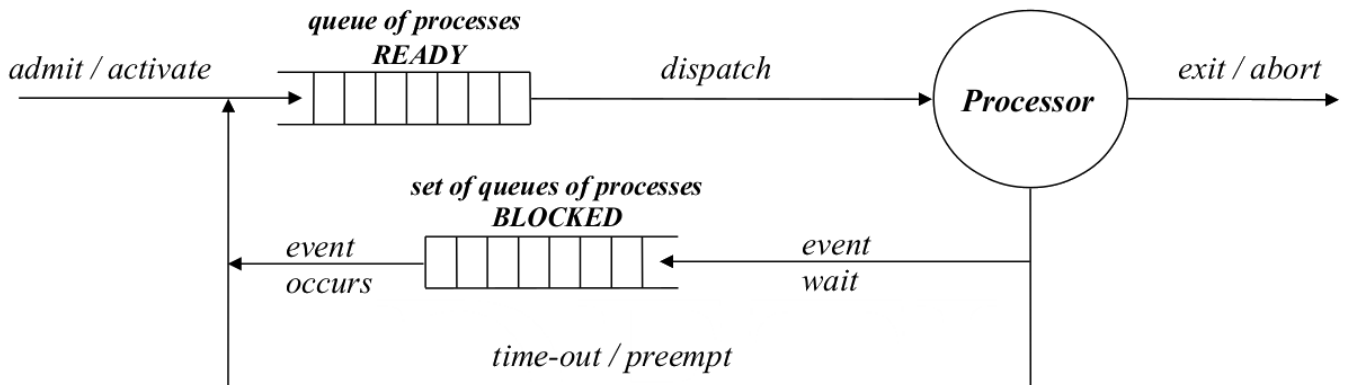 queue of processes
READY
admit / activate
dispatch
exit / abort
Processor
set of queues of processes
BLOCKED
event
occurs
event
wait
time-out / preempt